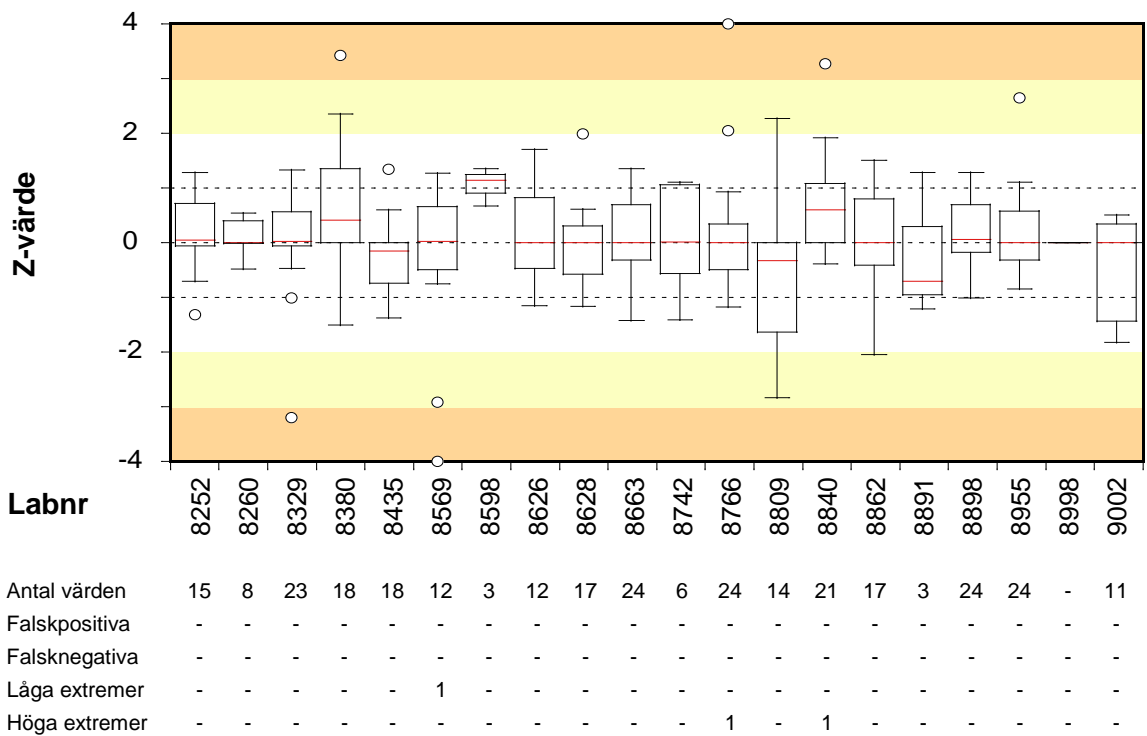 4
2
0
-2
-4
Z-värde
Labnr 8252 8260 8329 8380 8435 8569 8598 8626 8628 8663 8742 8766 8809 8840 8862 8891 8898 8955 8998 9002
Antal värden 15 8 23 18 18 12 3 12 17 24 6 24 14 21 17 3 24 24 - 11
Falskpositiva - - - - - - - - - - - - - - - - - - - -
Falsknegativa - - - - - - - - - - - - - - - - - - - -
Låga extremer - - - - - 1 - - - - - - - - - - - - - -
Höga extremer - - - - - - - - - - - 1 - 1 - - - - - -